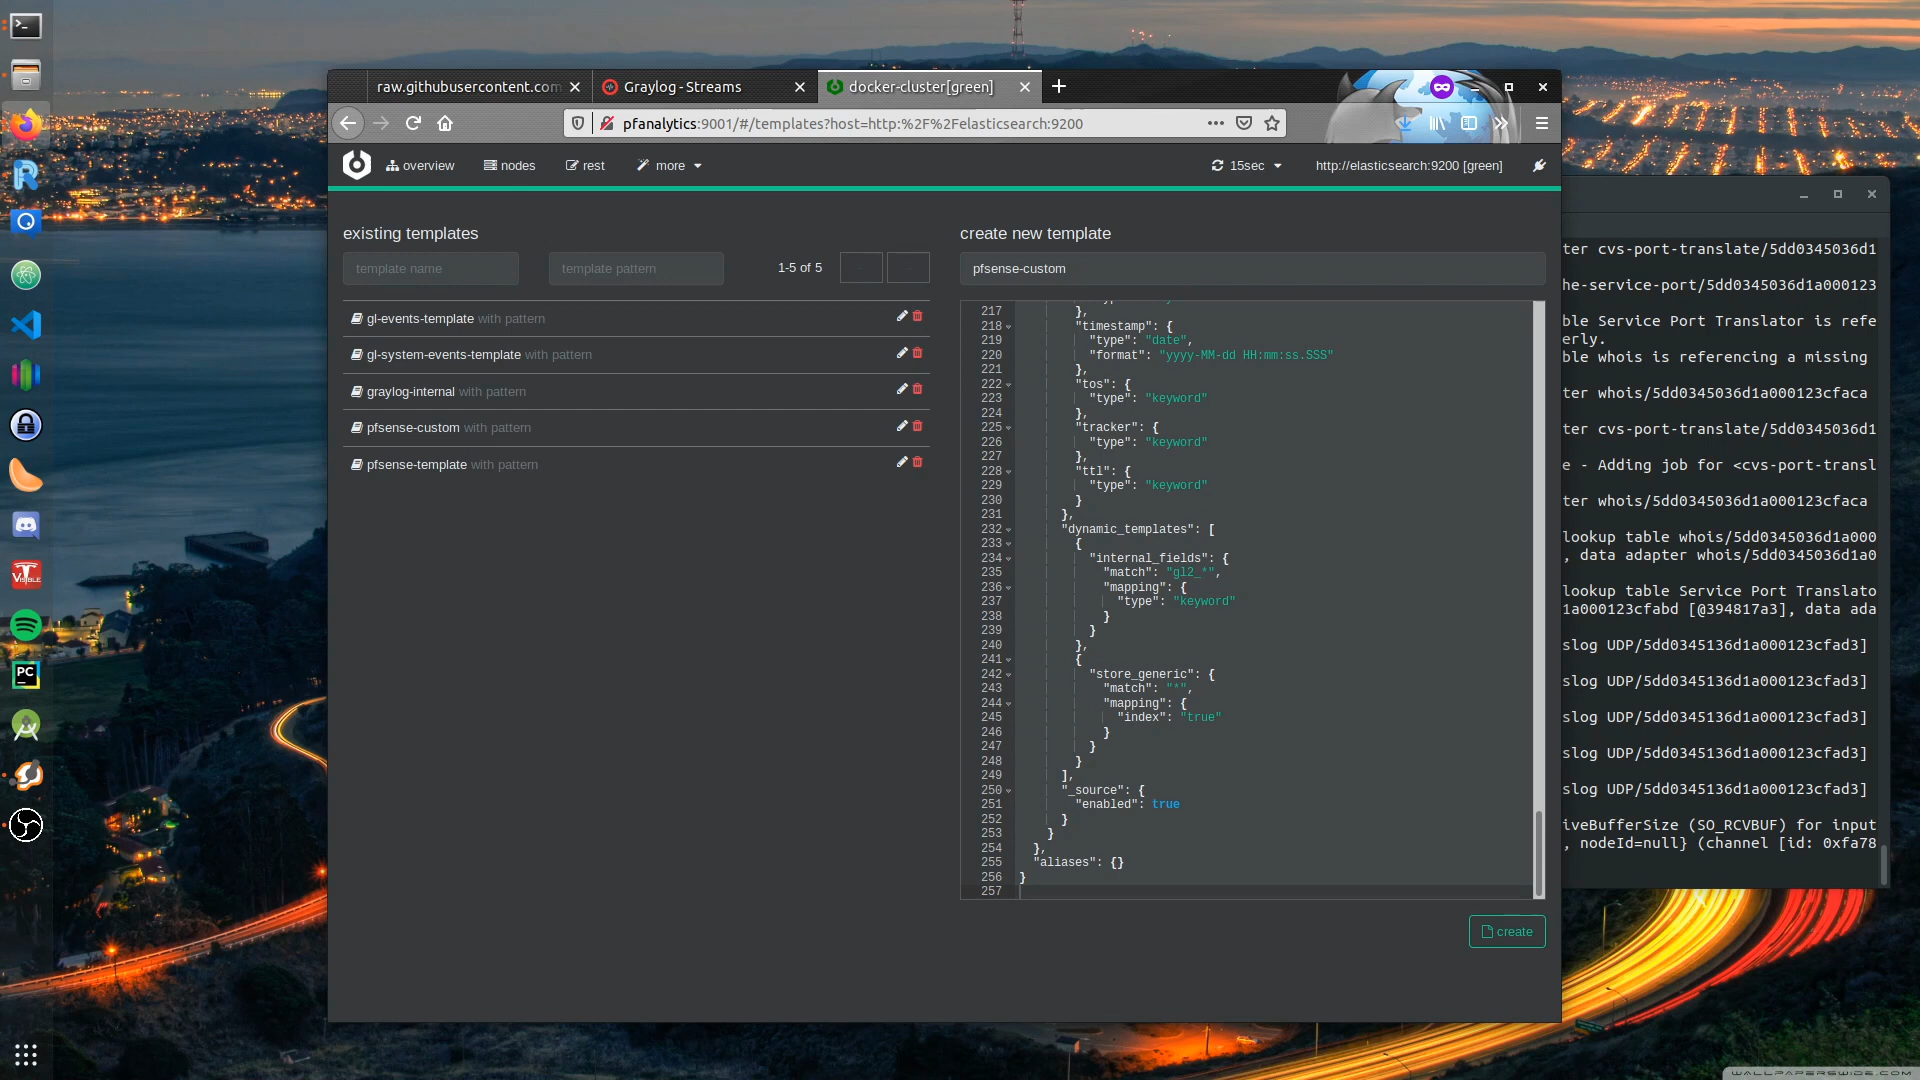 raw.githubusercontent.com
Graylog - Streams
docker-cluster[green]
pfanalytics:9001/#/templates?host=http:%2F%2Felasticsearch:9200
overview
nodes
rest
more
15sec
http://elasticsearch:9200 [green]
existing templates
template name
template pattern
1-5 of 5
gl-events-template with pattern
gl-system-events-template with pattern
graylog-internal with pattern
pfsense-custom with pattern
pfsense-template with pattern
create new template
pfsense-custom
217 },
218 "timestamp": {
219 "type": "date",
220 "format": "yyyy-MM-dd HH:mm:ss.SSS"
221 },
222 "tos": {
223 "type": "keyword"
224 },
225 "tracker": {
226 "type": "keyword"
227 },
228 "ttl": {
229 "type": "keyword"
230 }
231 },
232 "dynamic_templates": [
233 {
234 "internal_fields": {
235 "match": "gl2_*",
236 "mapping": {
237 "type": "keyword"
238 }
239 }
240 },
241 {
242 "store_generic": {
243 "match": "*",
244 "mapping": {
245 "index": "true"
246 }
247 }
248 }
249 ],
250 "_source": {
251 "enabled": true
252 }
253 }
254 },
255 "aliases": {}
256 }
257
create
ter cvs-port-translate/5dd0345036d1
he-service-port/5dd0345036d1a000123
ble Service Port Translator is refe
erly.
ble whois is referencing a missing
ter whois/5dd0345036d1a000123cfaca
ter cvs-port-translate/5dd0345036d1
e - Adding job for <cvs-port-transl
ter whois/5dd0345036d1a000123cfaca
lookup table whois/5dd0345036d1a000
, data adapter whois/5dd0345036d1a0
lookup table Service Port Translato
1a000123cfabd [@394817a3], data ada
slog UDP/5dd0345136d1a000123cfad3]
slog UDP/5dd0345136d1a000123cfad3]
slog UDP/5dd0345136d1a000123cfad3]
slog UDP/5dd0345136d1a000123cfad3]
slog UDP/5dd0345136d1a000123cfad3]
iveBufferSize (SO_RCVBUF) for input
, nodeId=null} (channel [id: 0xfa78
VISIBLE
PC
WALLPAPERSWIDE.COM